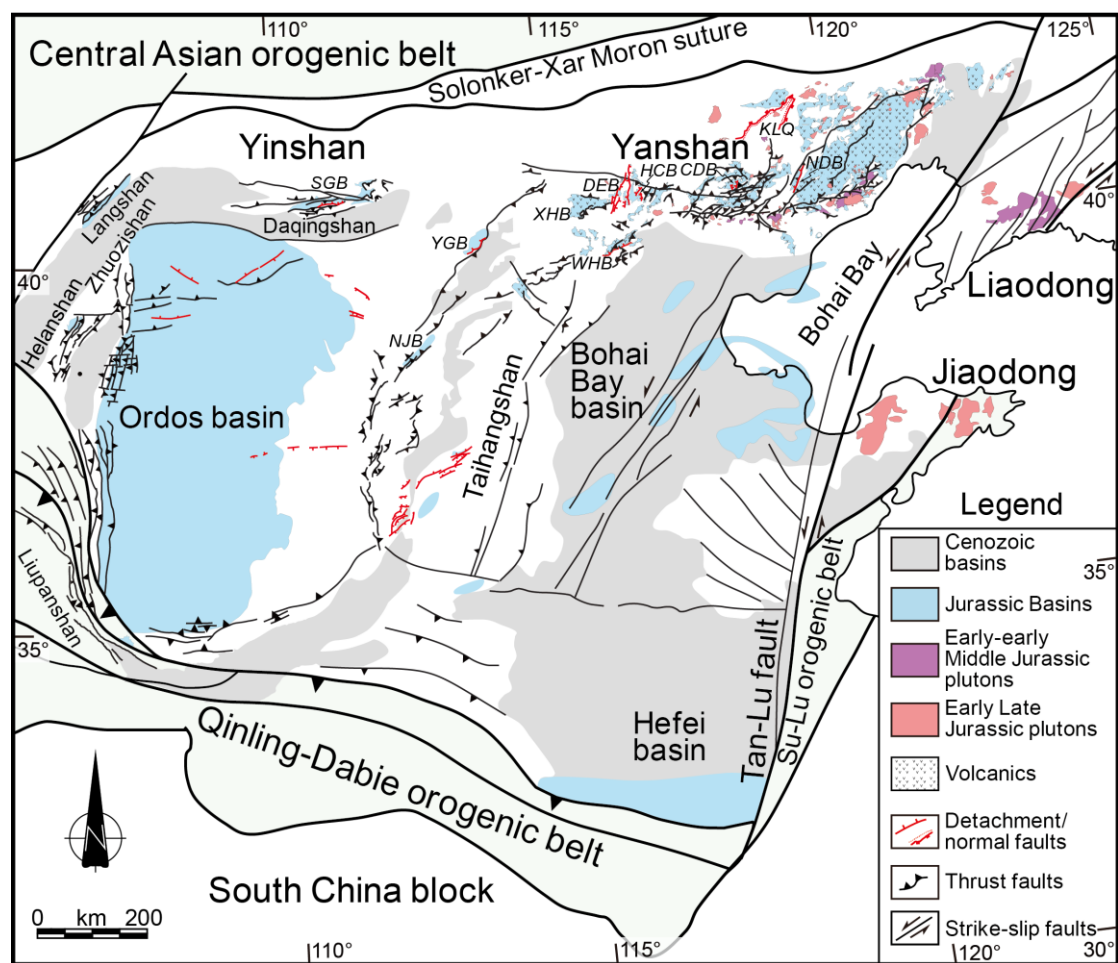 110°
115°
120°
125°
Central Asian orogenic belt
Solonker-Xar Moron suture
Yinshan
Yanshan
KLQ
SGB
DEB
HCB
CDB
NDB
Langshan
XHB
40°
Daqingshan
Zhuozishan
YGB
WHB
40°
Bohai Bay
Liaodong
Helanshan
NJB
Bohai
Bay
basin
Jiaodong
Ordos basin
Taihangshan
Liupanshan
35°
35°
Tan-Lu fault
Su-Lu orogenic belt
Hefei
basin
Qinling-Dabie orogenic belt
South China block
N
0 km 200
110°
115°
120°
30°
Legend
Cenozoic
basins
Jurassic Basins
Early-early
Middle Jurassic
plutons
Early Late
Jurassic plutons
Volcanics
Detachment/
normal faults
Thrust faults
Strike-slip faults